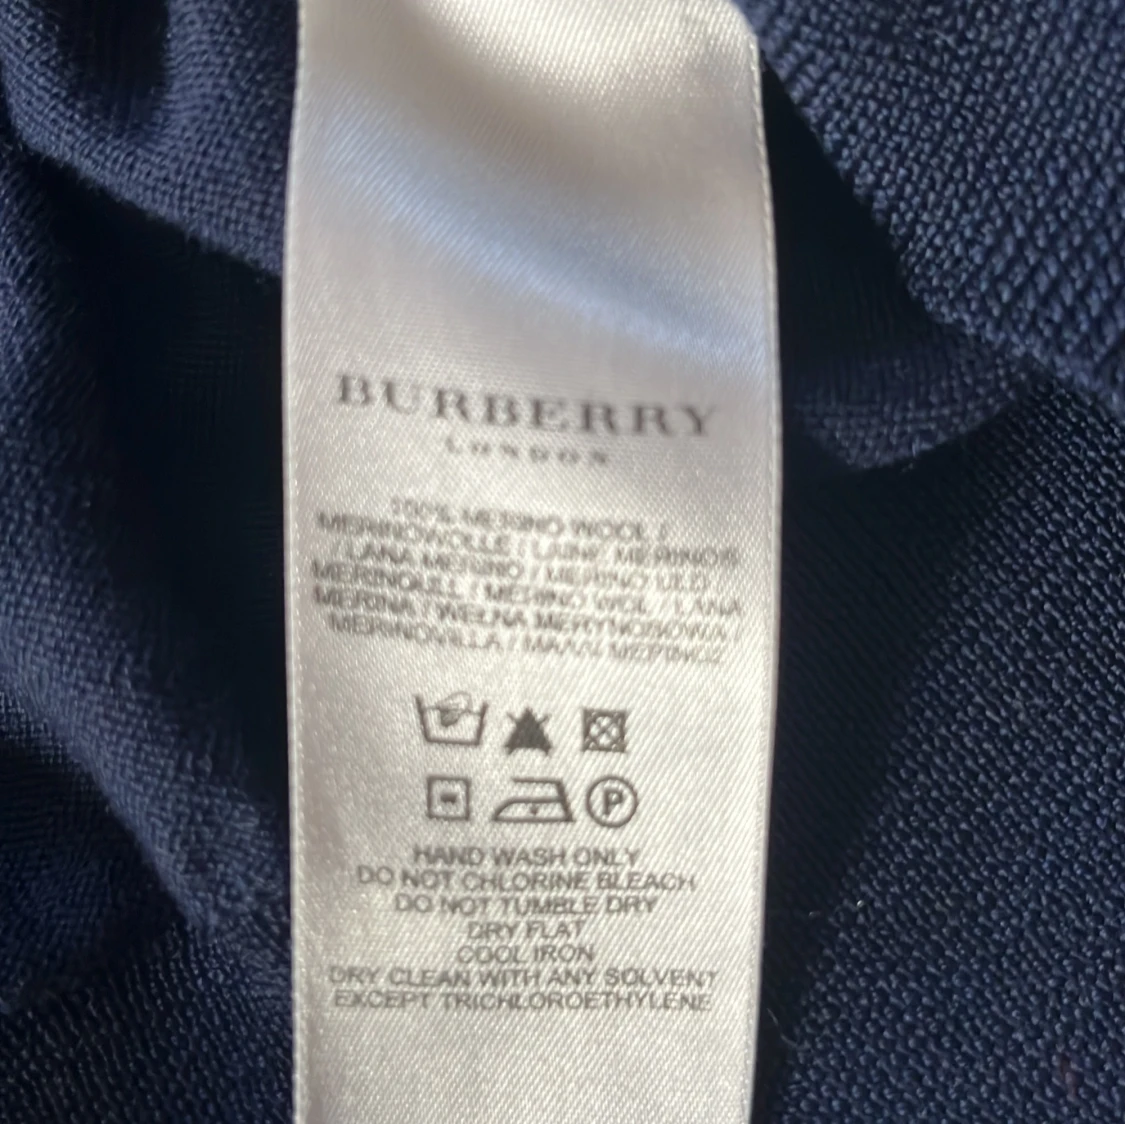 BURBERRY
LONDON
100% MERINO WOOL /
MERINOWOLLE / LAINE MERINOS
/ LANA MERINO / MERINO ULD
MERINOULL / MERINO WOL / LANA
MERINA / WEŁNA MERYNOSOWA /
MERINOVILLA / ΜΑΛΛΙ ΜΕΡΙΝΟΣ
P
HAND WASH ONLY
DO NOT CHLORINE BLEACH
DO NOT TUMBLE DRY
DRY FLAT
COOL IRON
DRY CLEAN WITH ANY SOLVENT
EXCEPT TRICHLOROETHYLENE